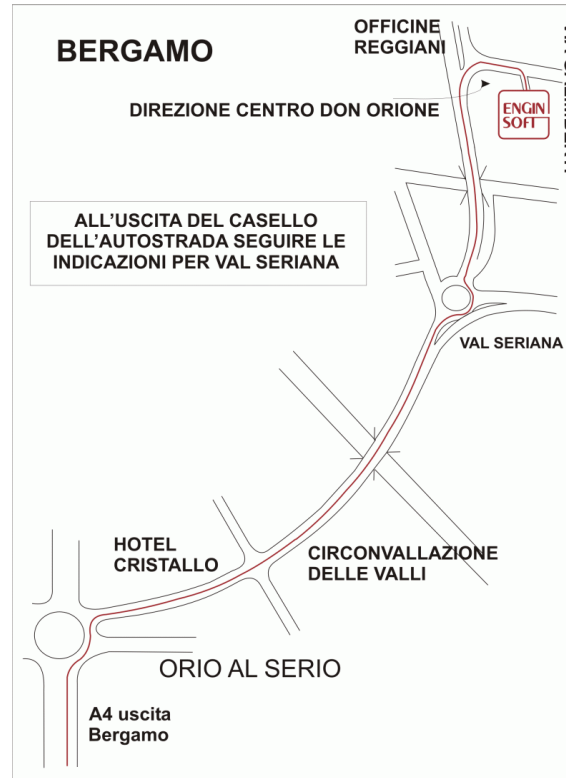 BERGAMO
OFFICINE
REGGIANI
DIREZIONE CENTRO DON ORIONE
ENGIN
SOFT
ALL'USCITA DEL CASELLO
DELL'AUTOSTRADA SEGUIRE LE
INDICAZIONI PER VAL SERIANA
VAL SERIANA
HOTEL
CRISTALLO
CIRCONVALLAZIONE
DELLE VALLI
ORIO AL SERIO
A4 uscita
Bergamo